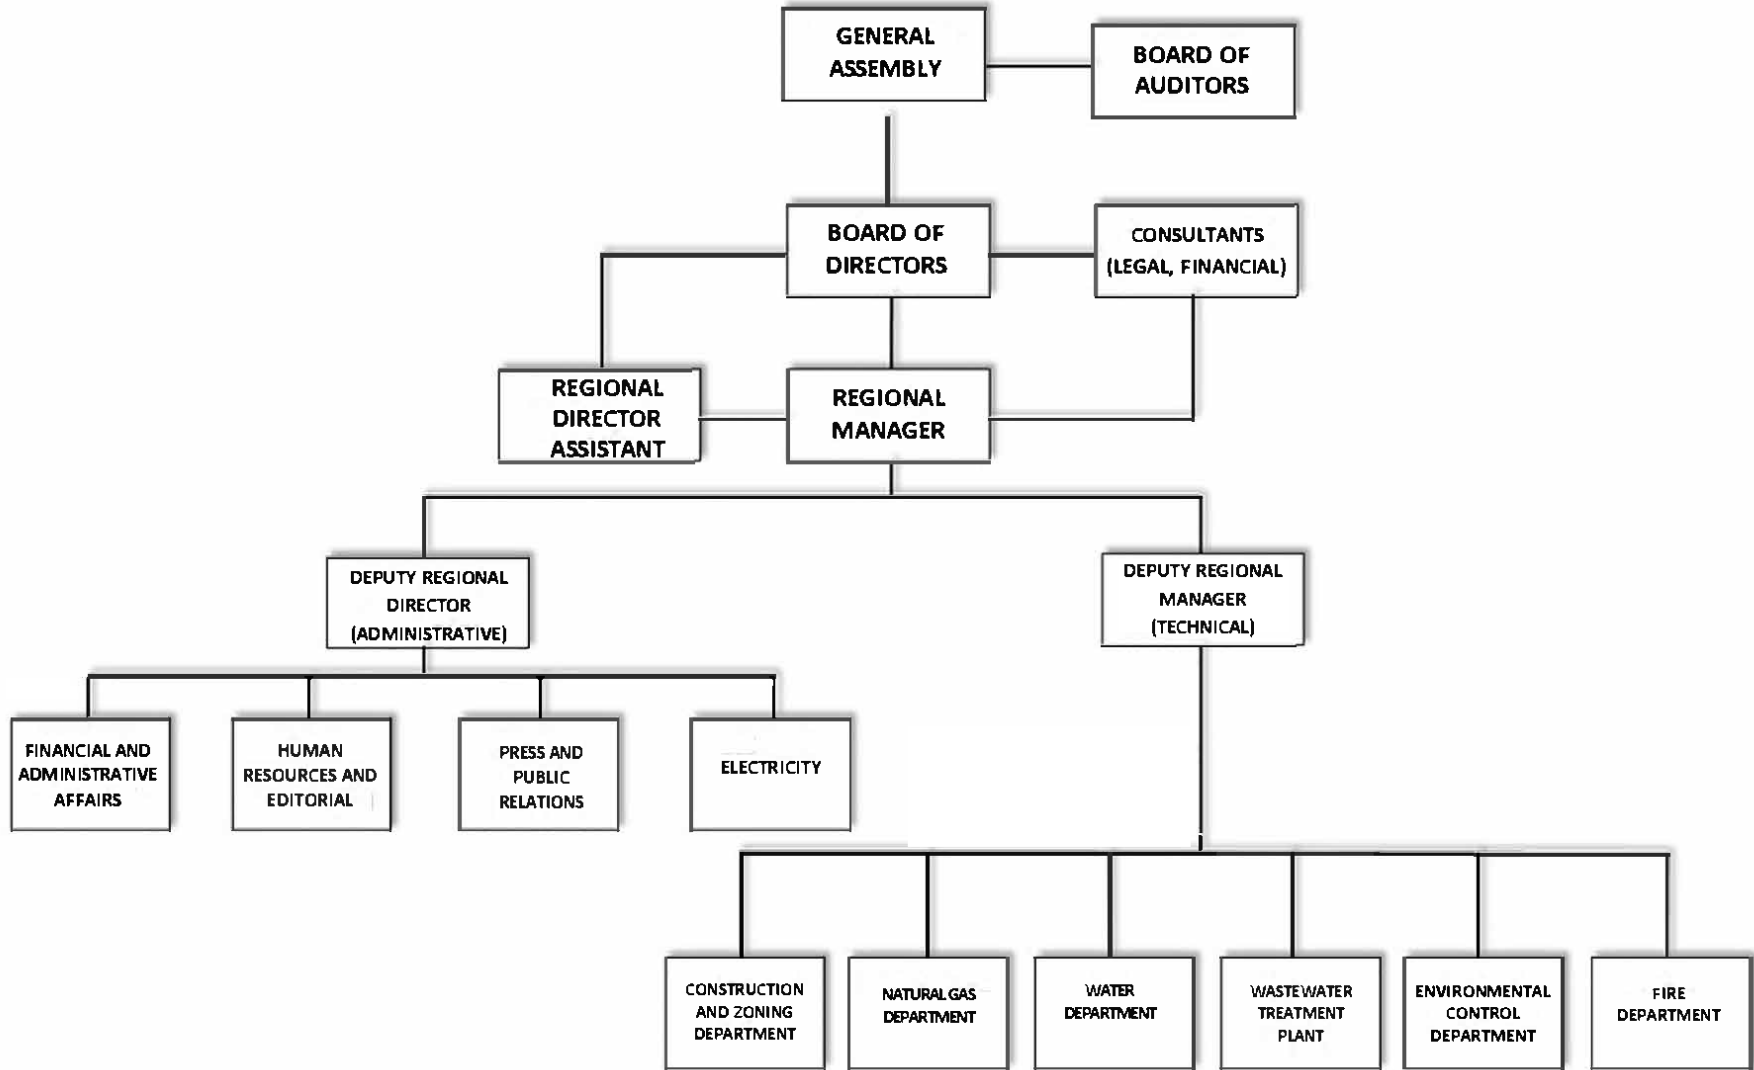 GENERAL
ASSEMBLY
BOARD OF
AUDITORS
BOARD OF
DIRECTORS
CONSULTANTS
(LEGAL, FINANCIAL)
REGIONAL
DIRECTOR
ASSISTANT
REGIONAL
MANAGER
DEPUTY REGIONAL
DIRECTOR
(ADMINISTRATIVE)
DEPUTY REGIONAL
MANAGER
(TECHNICAL)
FINANCIAL AND
ADMINISTRATIVE
AFFAIRS
HUMAN
RESOURCES AND
EDITORIAL
PRESS AND
PUBLIC
RELATIONS
ELECTRICITY
CONSTRUCTION
AND ZONING
DEPARTMENT
NATURAL GAS
DEPARTMENT
WATER
DEPARTMENT
WASTEWATER
TREATMENT
PLANT
ENVIRONMENTAL
CONTROL
DEPARTMENT
FIRE
DEPARTMENT